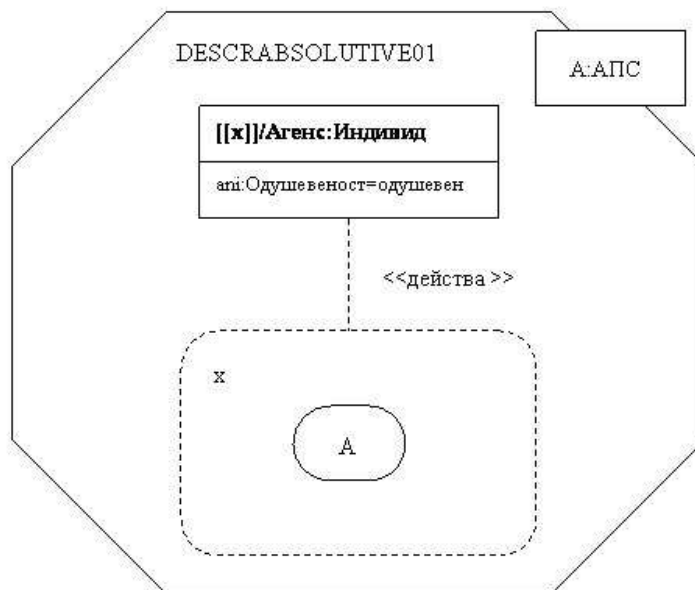 DESCRABSOLUTIVE01
А:АПС
[[x]]/Агенс:Индивид
ani:Одушевеност=одушевен
<<действа >>
x
A